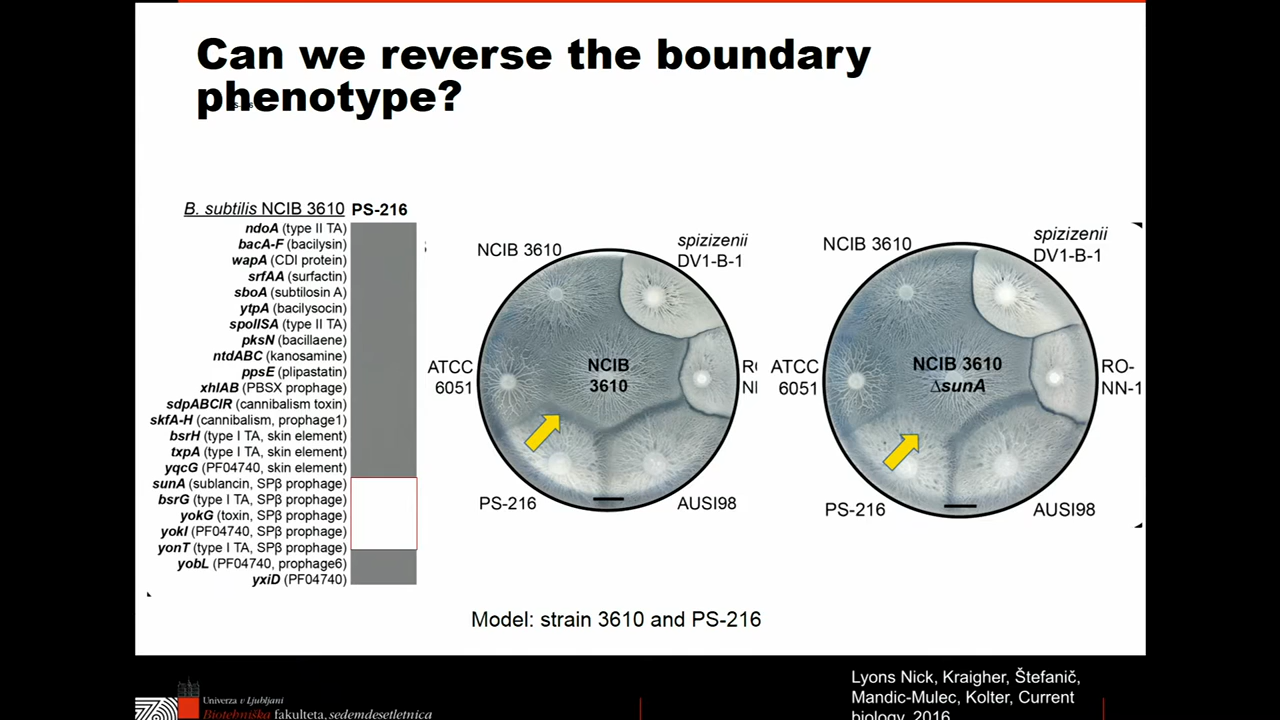 Can we reverse the boundary
phenotype?
B. subtilis NCIB 3610 PS-216
ndoA (type II TA)
bacA-F (bacilysin)
wapA (CDI protein)
srfAA (surfactin)
sboA (subtilosin A)
ytpA (bacilysocin)
spoIISA (type II TA)
pksN (bacillaene)
ntdABC (kanosamine)
ppsE (plipastatin)
xhlAB (PBSX prophage)
sdpABCIR (cannibalism toxin)
skfA-H (cannibalism, prophage1)
bsrH (type I TA, skin element)
txpA (type I TA, skin element)
yqcG (PF04740, skin element)
sunA (sublancin, SPβ prophage)
bsrG (type I TA, SPβ prophage)
yokG (toxin, SPβ prophage)
yokI (PF04740, SPβ prophage)
yonT (type I TA, SPβ prophage)
yobL (PF04740, prophage6)
yxiD (PF04740)
NCIB 3610
spizizenii
DV1-B-1
ATCC
6051
NCIB
3610
PS-216
AUSI98
NCIB 3610
spizizenii
DV1-B-1
ATCC
6051
NCIB 3610
ΔsunA
RO-
NN-1
PS-216
AUSI98
Model: strain 3610 and PS-216
Lyons Nick, Kraigher, Štefanič,
Mandic-Mulec, Kolter, Current
biology, 2016
Univerza v Ljubljani
Biotehniška fakulteta, sedemdesetletnica